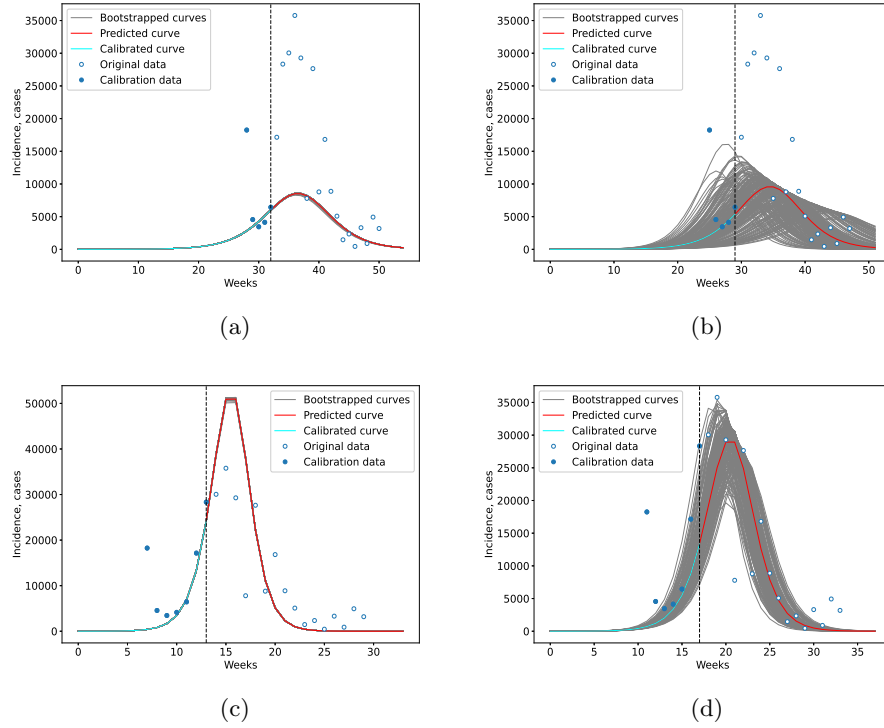 Bootstrapped curves
Predicted curve
Calibrated curve
Original data
Calibration data
35000
30000
25000
20000
15000
10000
5000
0
Incidence, cases
0 10 20 30 40 50
Weeks
(a)
Bootstrapped curves
Predicted curve
Calibrated curve
Original data
Calibration data
35000
30000
25000
20000
15000
10000
5000
0
Incidence, cases
0 10 20 30 40 50
Weeks
(b)
Bootstrapped curves
Predicted curve
Calibrated curve
Original data
Calibration data
50000
40000
30000
20000
10000
0
Incidence, cases
0 5 10 15 20 25 30
Weeks
(c)
Bootstrapped curves
Predicted curve
Calibrated curve
Original data
Calibration data
35000
30000
25000
20000
15000
10000
5000
0
Incidence, cases
0 5 10 15 20 25 30 35
Weeks
(d)